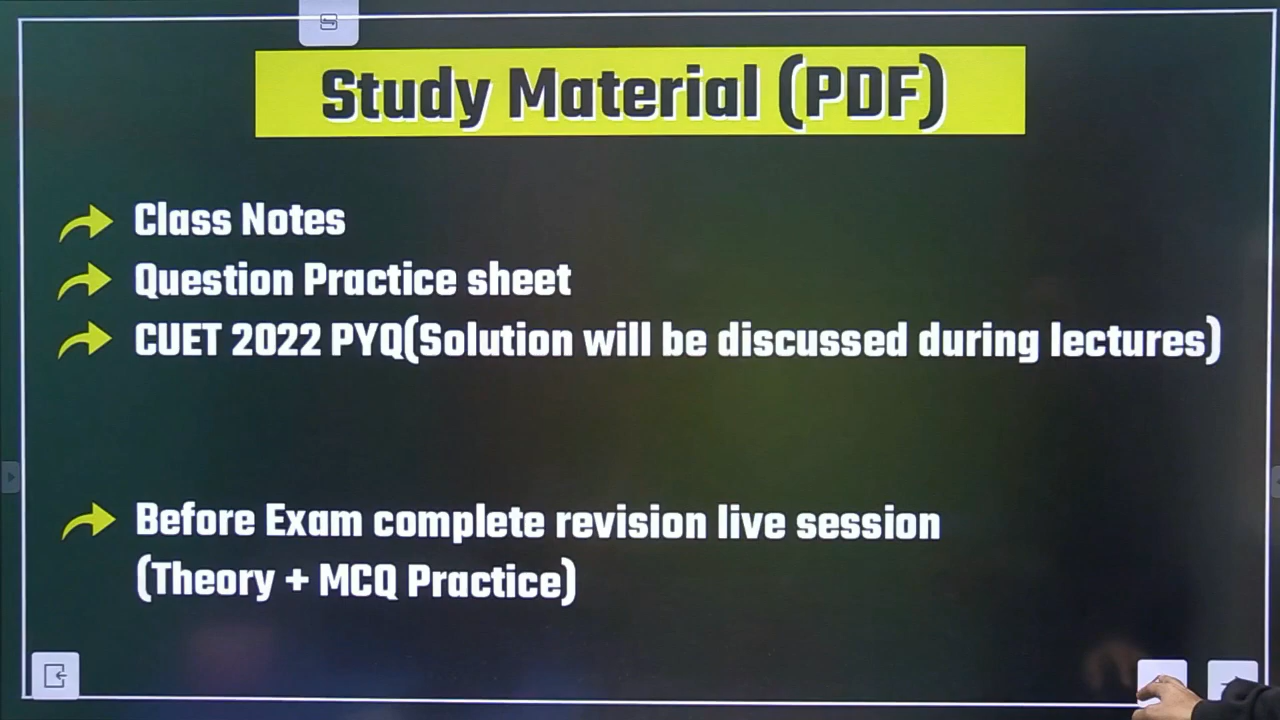 Study Material (PDF)
Class Notes
Question Practice sheet
CUET 2022 PYQ(Solution will be discussed during lectures)
Before Exam complete revision live session
(Theory + MCQ Practice)